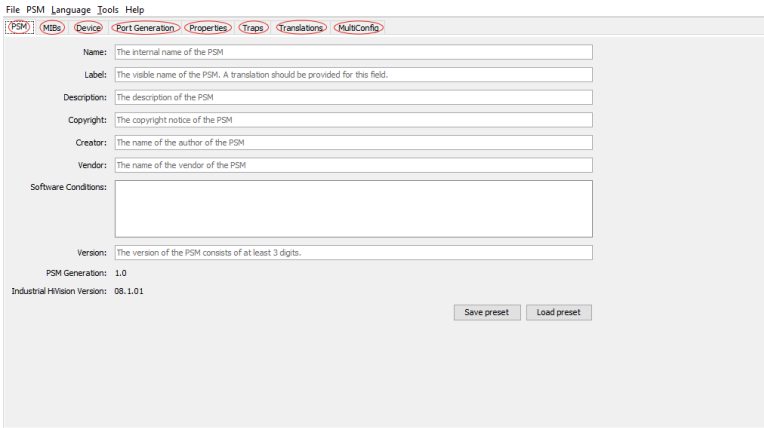 File PSM Language Tools Help
PSM MIBs Device Port Generation Properties Traps Translations MultiConfig
Name: The internal name of the PSM
Label: The visible name of the PSM. A translation should be provided for this field.
Description: The description of the PSM
Copyright: The copyright notice of the PSM
Creator: The name of the author of the PSM
Vendor: The name of the vendor of the PSM
Software Conditions:
Version: The version of the PSM consists of at least 3 digits.
PSM Generation: 1.0
Industrial HiVision Version: 08.1.01
Save preset Load preset